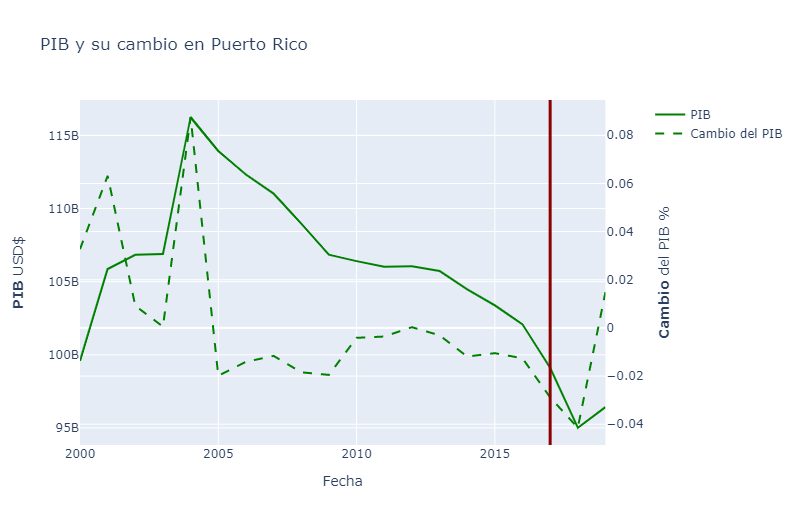 PIB y su cambio en Puerto Rico
PIB
Cambio del PIB
115B
110B
105B
100B
95B
0.08
0.06
0.04
0.02
0
−0.02
−0.04
PIB USD$
Cambio del PIB %
2000
2005
2010
2015
Fecha